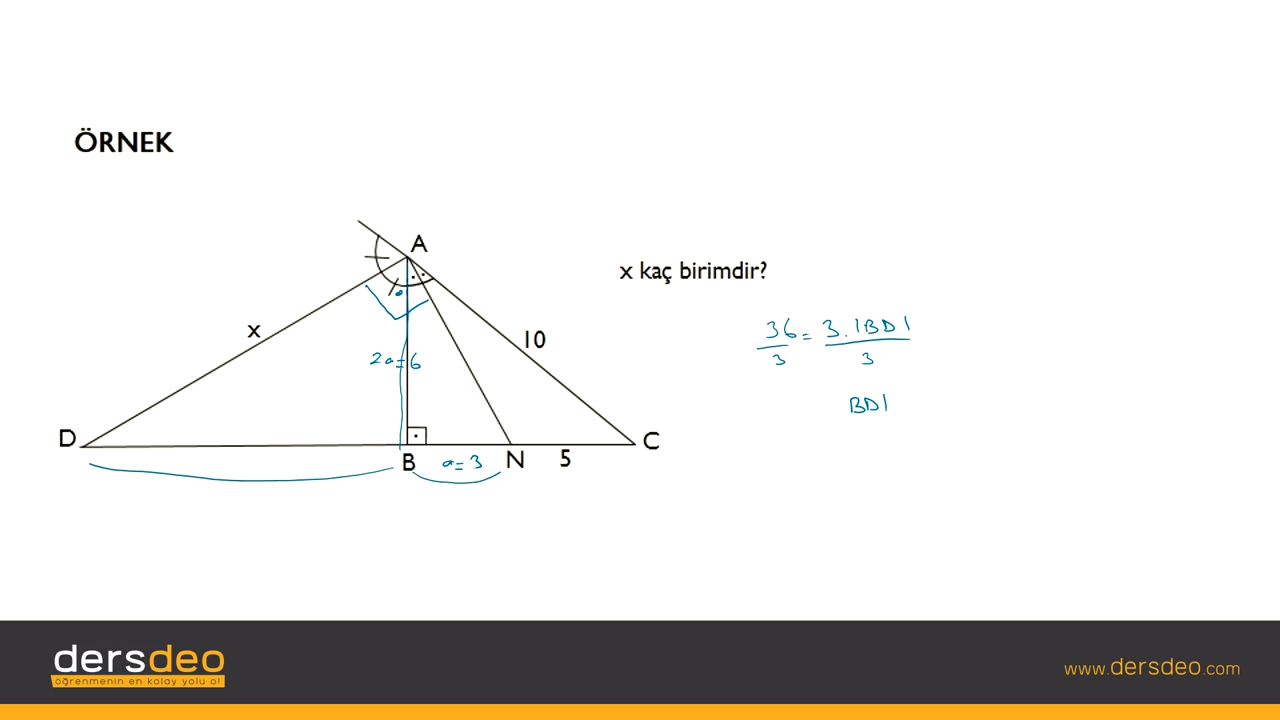 ÖRNEK
A
x kaç birimdir?
x
10
36 = 3.|BD|
3 3
2a=6
BD|
D
B
a=3
N
5
C
dersdeo
öğrenmenin en kolay yolu o!
www.dersdeo.com